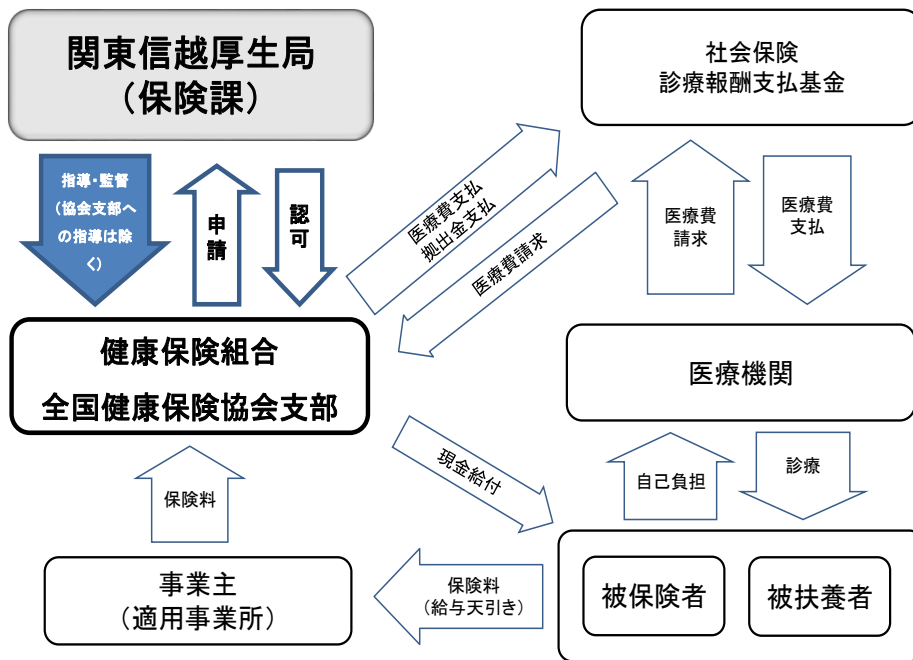 関東信越厚生局
（保険課）
社会保険
診療報酬支払基金
指導・監督
（協会支部へ
の指導は除
く）
申請
認可
医療費支払
拠出金支払
医療費請求
医療費
請求
医療費
支払
健康保険組合
全国健康保険協会支部
医療機関
保険料
現金給付
自己負担
診療
事業主
（適用事業所）
保険料
（給与天引き）
被保険者
被扶養者